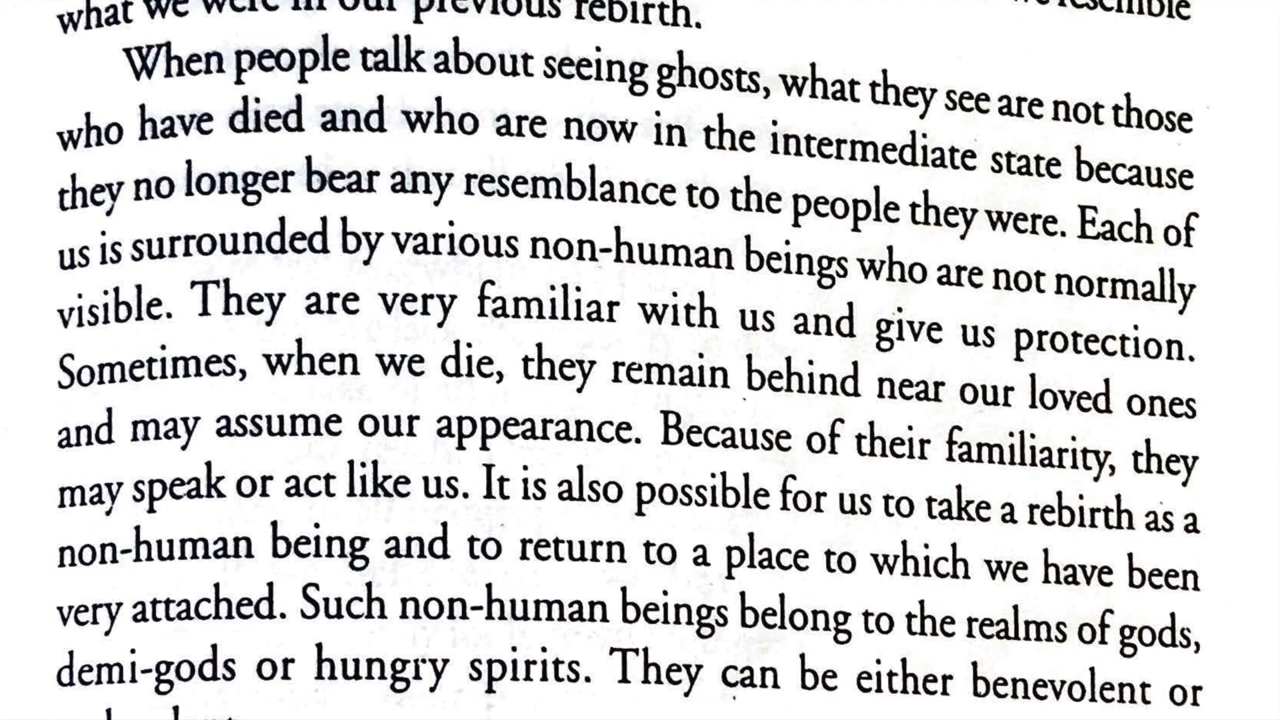 what we were in our previous rebirth.
When people talk about seeing ghosts, what they see are not those
who have died and who are now in the intermediate state because
they no longer bear any resemblance to the people they were. Each of
us is surrounded by various non-human beings who are not normally
visible. They are very familiar with us and give us protection.
Sometimes, when we die, they remain behind near our loved ones
and may assume our appearance. Because of their familiarity, they
may speak or act like us. It is also possible for us to take a rebirth as a
non-human being and to return to a place to which we have been
very attached. Such non-human beings belong to the realms of gods,
demi-gods or hungry spirits. They can be either benevolent or